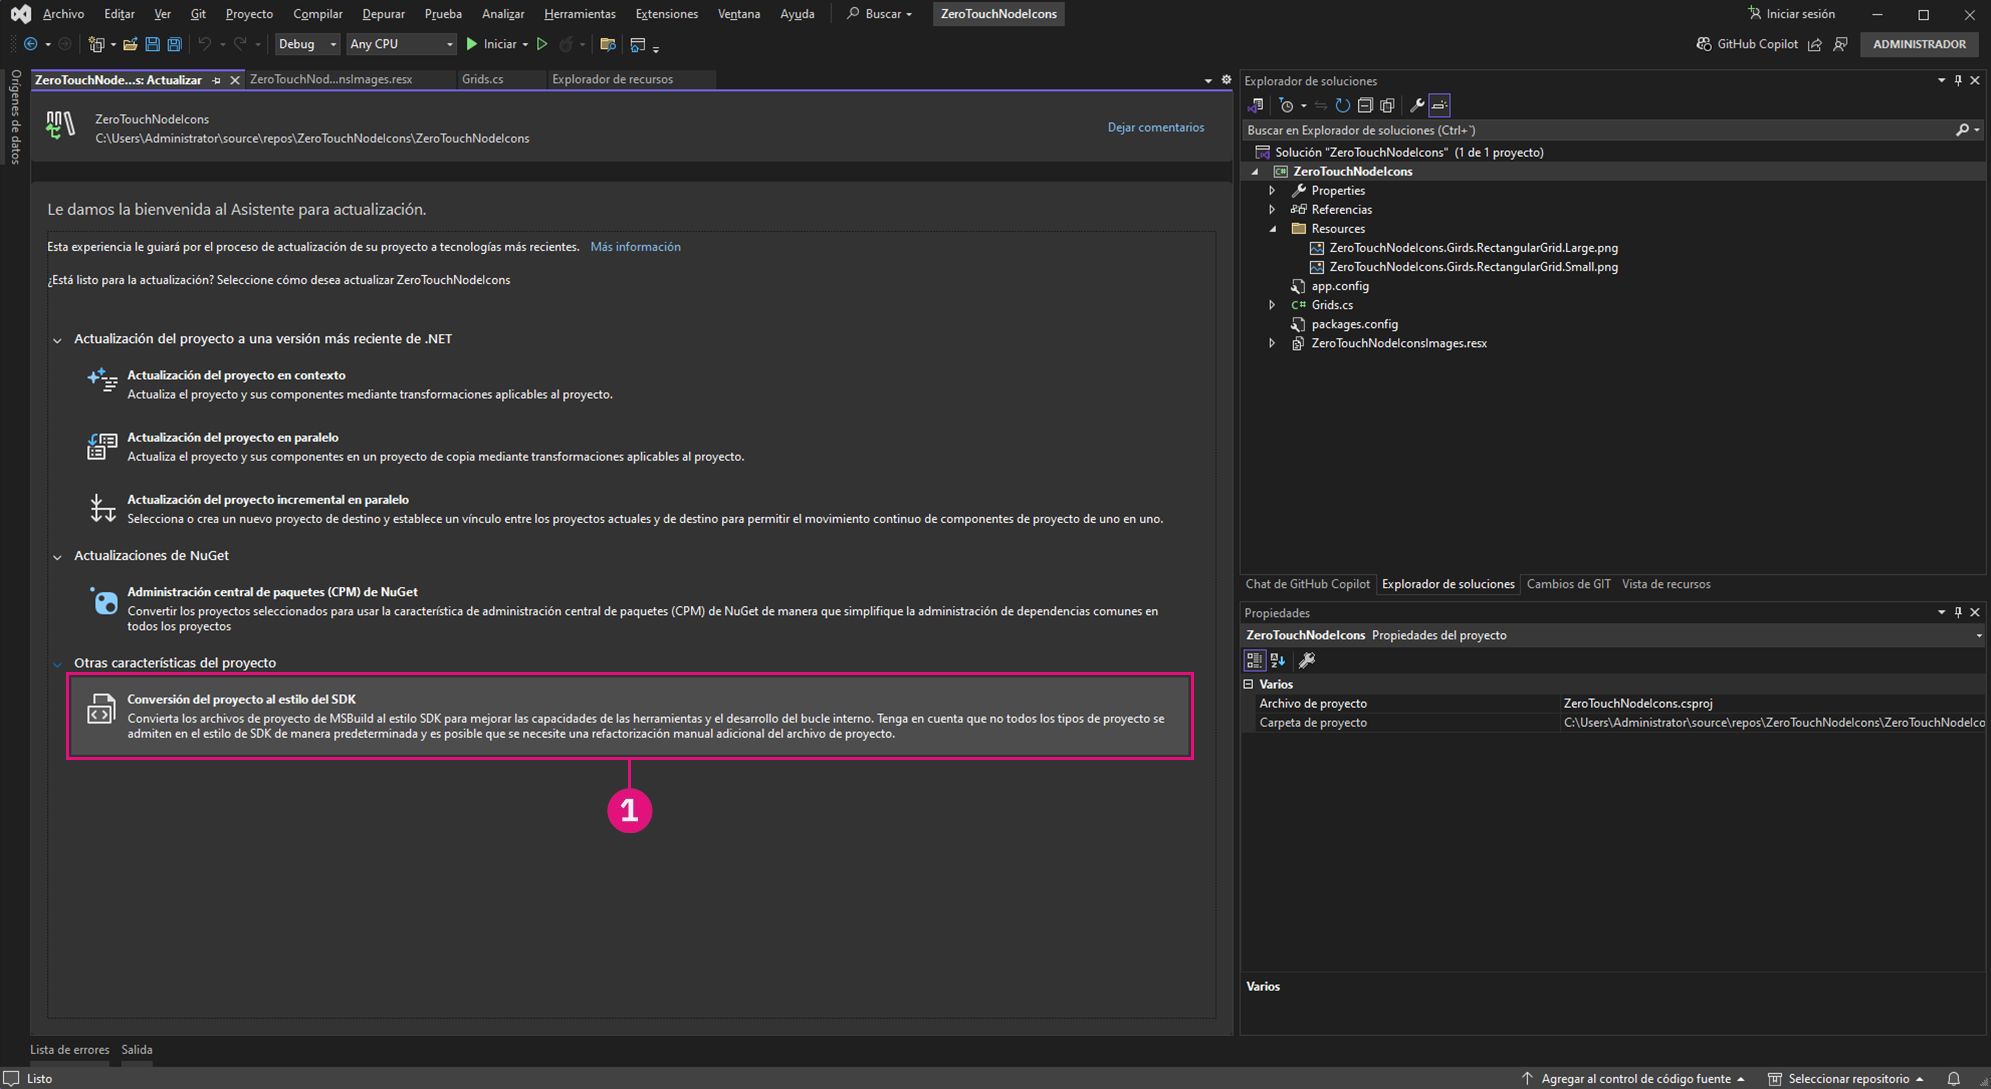 Archivo Editar Ver Git Proyecto Compilar Depurar Prueba Analizar Herramientas Extensiones Ventana Ayuda Buscar ZeroTouchNodeIcons Iniciar sesión
Debug Any CPU Iniciar GitHub Copilot ADMINISTRADOR
Orígenes de datos
ZeroTouchNode...s: Actualizar ZeroTouchNod...nsImages.resx Grids.cs Explorador de recursos
ZeroTouchNodeIcons
C:\Users\Administrator\source\repos\ZeroTouchNodeIcons\ZeroTouchNodeIcons
Dejar comentarios
Le damos la bienvenida al Asistente para actualización.
Esta experiencia le guiará por el proceso de actualización de su proyecto a tecnologías más recientes. Más información
¿Está listo para la actualización? Seleccione cómo desea actualizar ZeroTouchNodeIcons
Actualización del proyecto a una versión más reciente de .NET
Actualización del proyecto en contexto
Actualiza el proyecto y sus componentes mediante transformaciones aplicables al proyecto.
Actualización del proyecto en paralelo
Actualiza el proyecto y sus componentes en un proyecto de copia mediante transformaciones aplicables al proyecto.
Actualización del proyecto incremental en paralelo
Selecciona o crea un nuevo proyecto de destino y establece un vínculo entre los proyectos actuales y de destino para permitir el movimiento continuo de componentes de proyecto de uno en uno.
Actualizaciones de NuGet
Administración central de paquetes (CPM) de NuGet
Convertir los proyectos seleccionados para usar la característica de administración central de paquetes (CPM) de NuGet de manera que simplifique la administración de dependencias comunes en
todos los proyectos
Otras características del proyecto
Conversión del proyecto al estilo del SDK
Convierta los archivos de proyecto de MSBuild al estilo SDK para mejorar las capacidades de las herramientas y el desarrollo del bucle interno. Tenga en cuenta que no todos los tipos de proyecto se
admiten en el estilo de SDK de manera predeterminada y es posible que se necesite una refactorización manual adicional del archivo de proyecto.
1
Explorador de soluciones
Buscar en Explorador de soluciones (Ctrl+`)
Solución "ZeroTouchNodeIcons" (1 de 1 proyecto)
C# ZeroTouchNodeIcons
Properties
Referencias
Resources
ZeroTouchNodeIcons.Girds.RectangularGrid.Large.png
ZeroTouchNodeIcons.Girds.RectangularGrid.Small.png
app.config
C# Grids.cs
packages.config
ZeroTouchNodeIconsImages.resx
Chat de GitHub Copilot Explorador de soluciones Cambios de GIT Vista de recursos
Propiedades
ZeroTouchNodeIcons Propiedades del proyecto
Varios
Archivo de proyecto ZeroTouchNodeIcons.csproj
Carpeta de proyecto C:\Users\Administrator\source\repos\ZeroTouchNodeIcons\ZeroTouchNodeIco
Varios
Lista de errores Salida
Listo Agregar al control de código fuente Seleccionar repositorio